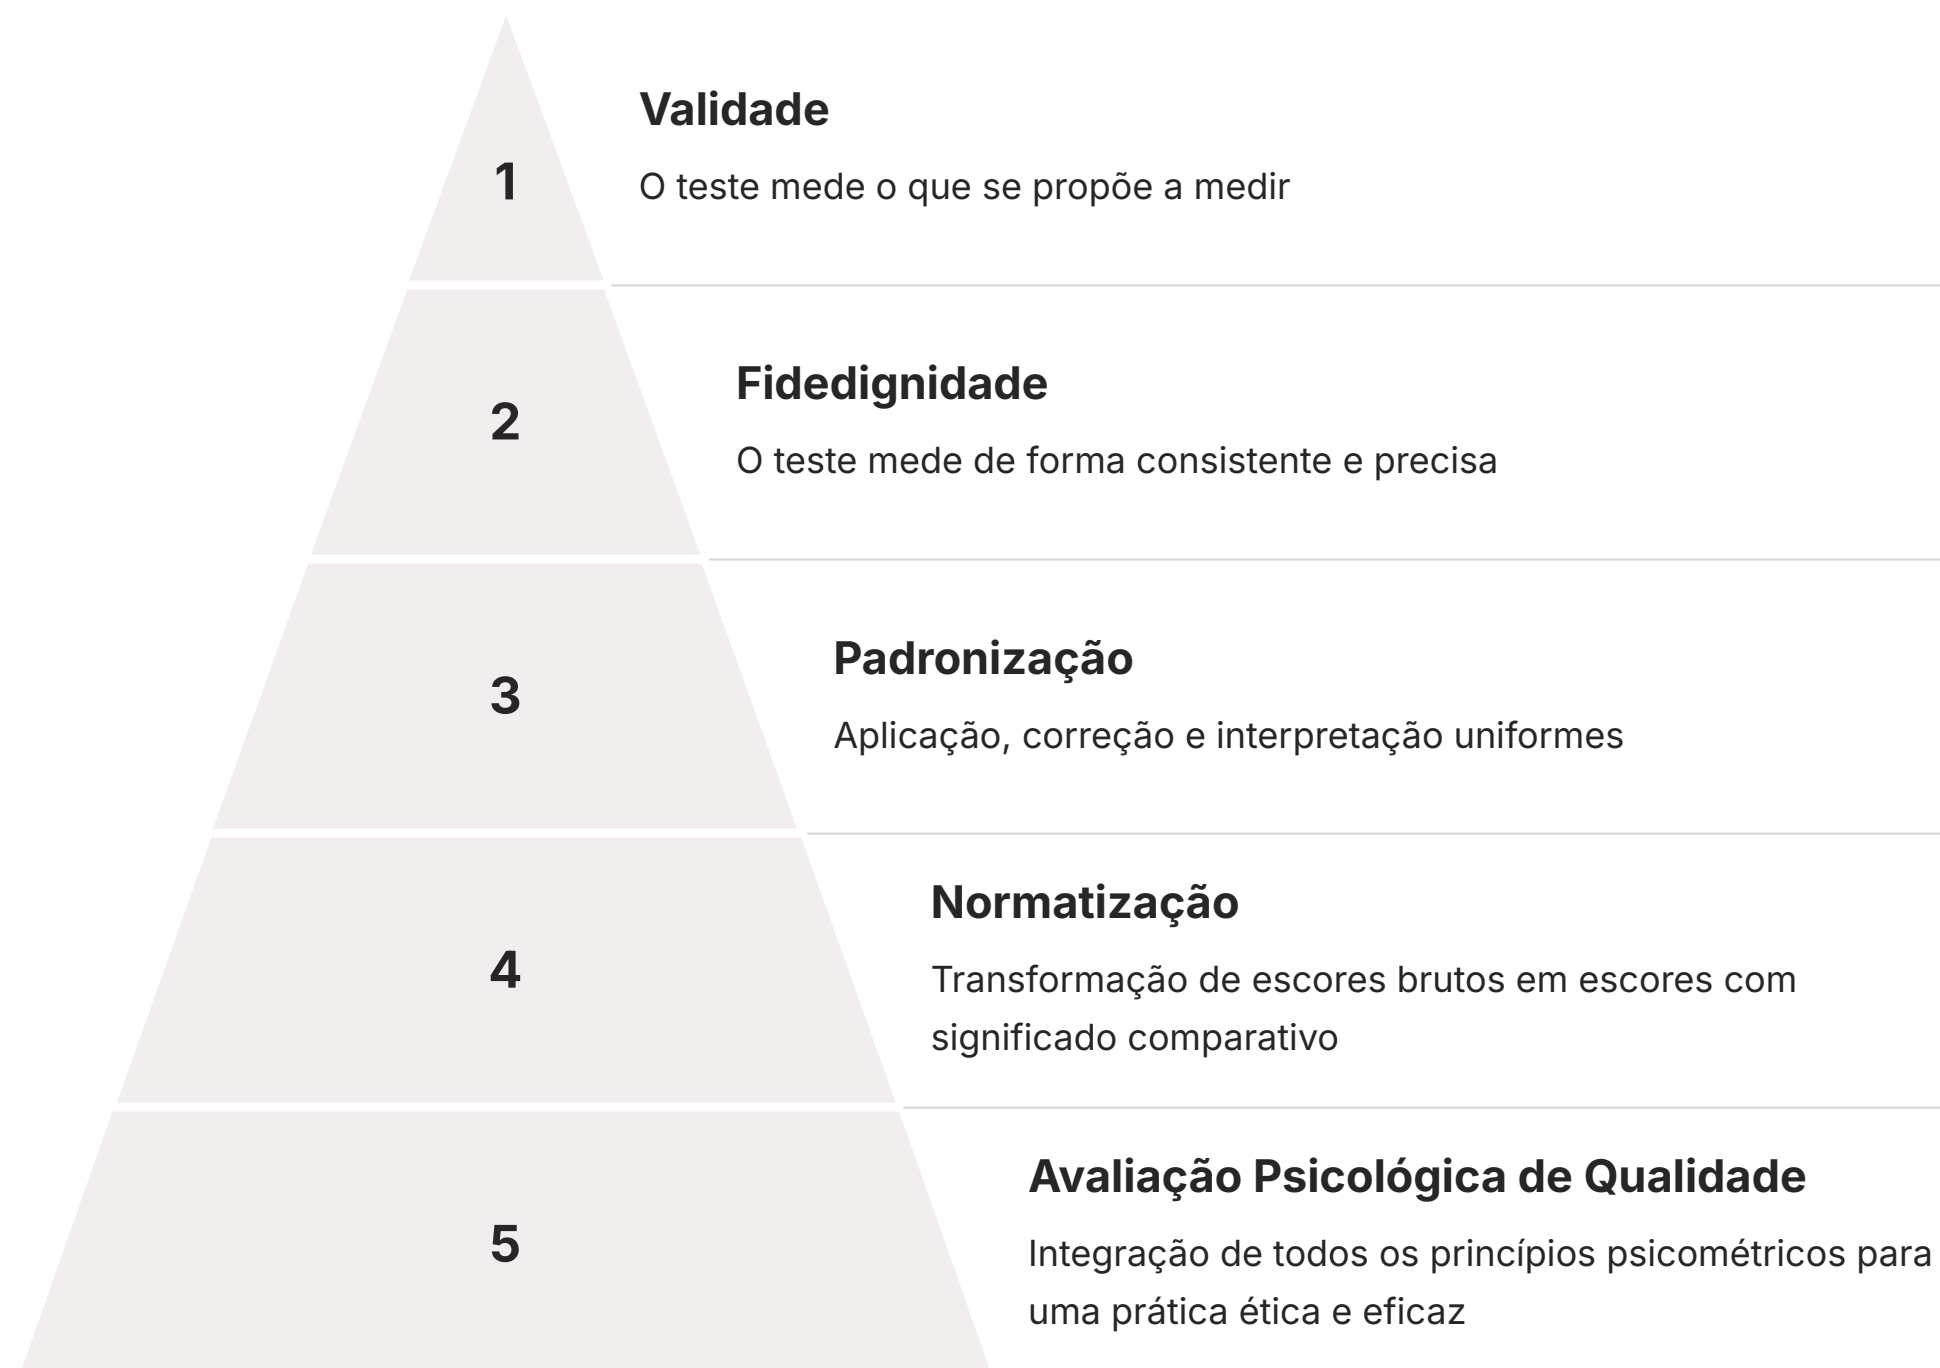 1
Validade
O teste mede o que se propõe a medir
2
Fidedignidade
O teste mede de forma consistente e precisa
3
Padronização
Aplicação, correção e interpretação uniformes
4
Normatização
Transformação de escores brutos em escores com
significado comparativo
5
Avaliação Psicológica de Qualidade
Integração de todos os princípios psicométricos para
uma prática ética e eficaz